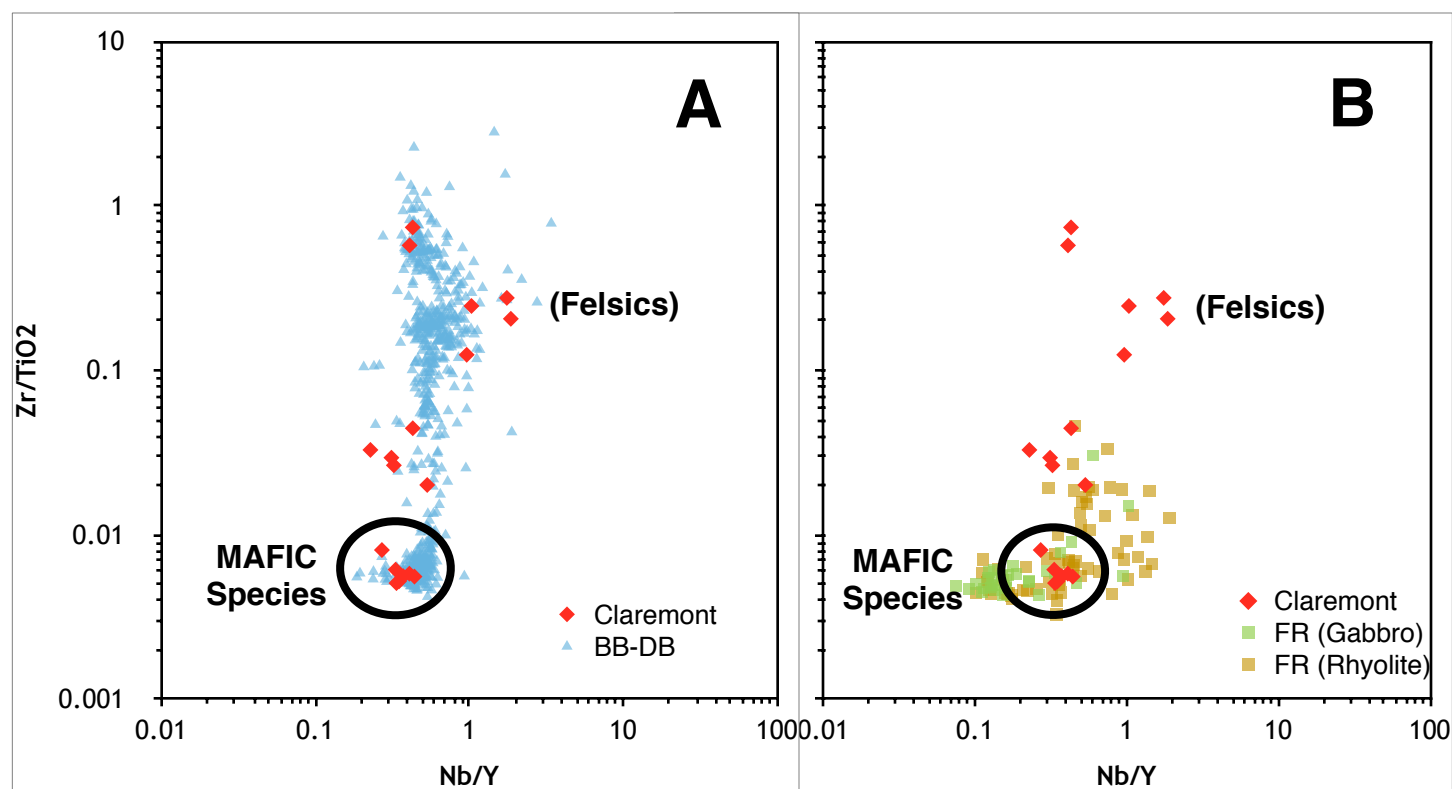 A
10
1
0.1
0.01
0.001
Zr/TiO2
(Felsics)
MAFIC
Species
Claremont
BB-DB
0.01
0.1
1
10
100
Nb/Y
B
(Felsics)
MAFIC
Species
Claremont
FR (Gabbro)
FR (Rhyolite)
0.01
0.1
1
10
100
Nb/Y